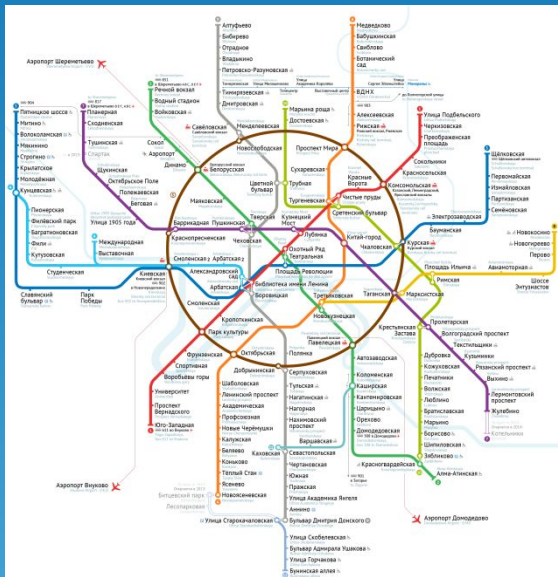 Алтуфьево
Бибирево
Отрадное
Владыкино
Петровско-Разумовская
Тимирязевская
Дмитровская
Савёловская
Менделеевская
Новослободская
Цветной
бульвар
Медведково
Бабушкинская
Свиблово
Ботанический
сад
ВДНХ
Алексеевская
Рижская
Проспект Мира
Сухаревская
Тургеневская
Марьина роща
Достоевская
Трубная
Сретенский бульвар
Аэропорт Шереметьево
Речной вокзал
Водный стадион
Войковская
Сокол
Аэропорт
Динамо
Белорусская
Маяковская
Тверская
Планерная
Сходненская
Тушинская
Спартак
Щукинская
Октябрьское Поле
Полежаевская
Беговая
Улица 1905 года
Баррикадная
Пушкинская
Кузнецкий
Мост
Чеховская
Лубянка
Краснопресненская
Пятницкое шоссе
Митино
Волоколамская
Мякинино
Строгино
Крылатское
Молодёжная
Кунцевская
Пионерская
Филёвский парк
Багратионовская
Фили
Кутузовская
Студенческая
Международная
Выставочная
Киевская
Славянский
бульвар
Парк
Победы
Смоленская
Арбатская
Александровский
сад
Арбатская
Смоленская
Улица Подбельского
Черкизовская
Преображенская
площадь
Сокольники
Красносельская
Комсомольская
Красные
Ворота
Чистые пруды
Щёлковская
Первомайская
Измайловская
Партизанская
Семёновская
Электрозаводская
Бауманская
Курская
Китай-город
Чкаловская
Охотный Ряд
Театральная
Площадь Революции
Библиотека имени Ленина
Боровицкая
Новокосино
Новогиреево
Перово
Шоссе
Энтузиастов
Авиамоторная
Площадь Ильича
Римская
Марксистская
Таганская
Третьяковская
Новокузнецкая
Кропоткинская
Парк культуры
Фрунзенская
Спортивная
Воробьёвы горы
Университет
Проспект
Вернадского
Юго-Западная
Октябрьская
Добрынинская
Полянка
Серпуховская
Павелецкая
Шаболовская
Ленинский проспект
Академическая
Профсоюзная
Новые Черёмушки
Калужская
Беляево
Коньково
Тёплый Стан
Ясенево
Новоясеневская
Битцевский парк
Лесопарковая
Тульская
Нагатинская
Нагорная
Нахимовский
проспект
Каховская
Варшавская
Севастопольская
Чертановская
Южная
Пражская
Улица Академика Янгеля
Аннино
Бульвар Дмитрия Донского
Улица Старокачаловская
Улица Скобелевская
Бульвар Адмирала Ушакова
Улица Горчакова
Бунинская аллея
Автозаводская
Коломенская
Каширская
Кантемировская
Царицыно
Орехово
Домодедовская
Красногвардейская
Алма-Атинская
Крестьянская
Застава
Дубровка
Кожуховская
Печатники
Волжская
Люблино
Братиславская
Марьино
Борисово
Шипиловская
Зябликово
Пролетарская
Волгоградский проспект
Текстильщики
Кузьминки
Рязанский проспект
Выхино
Лермонтовский
проспект
Жулебино
Котельники
Аэропорт Внуково
Аэропорт Домодедово